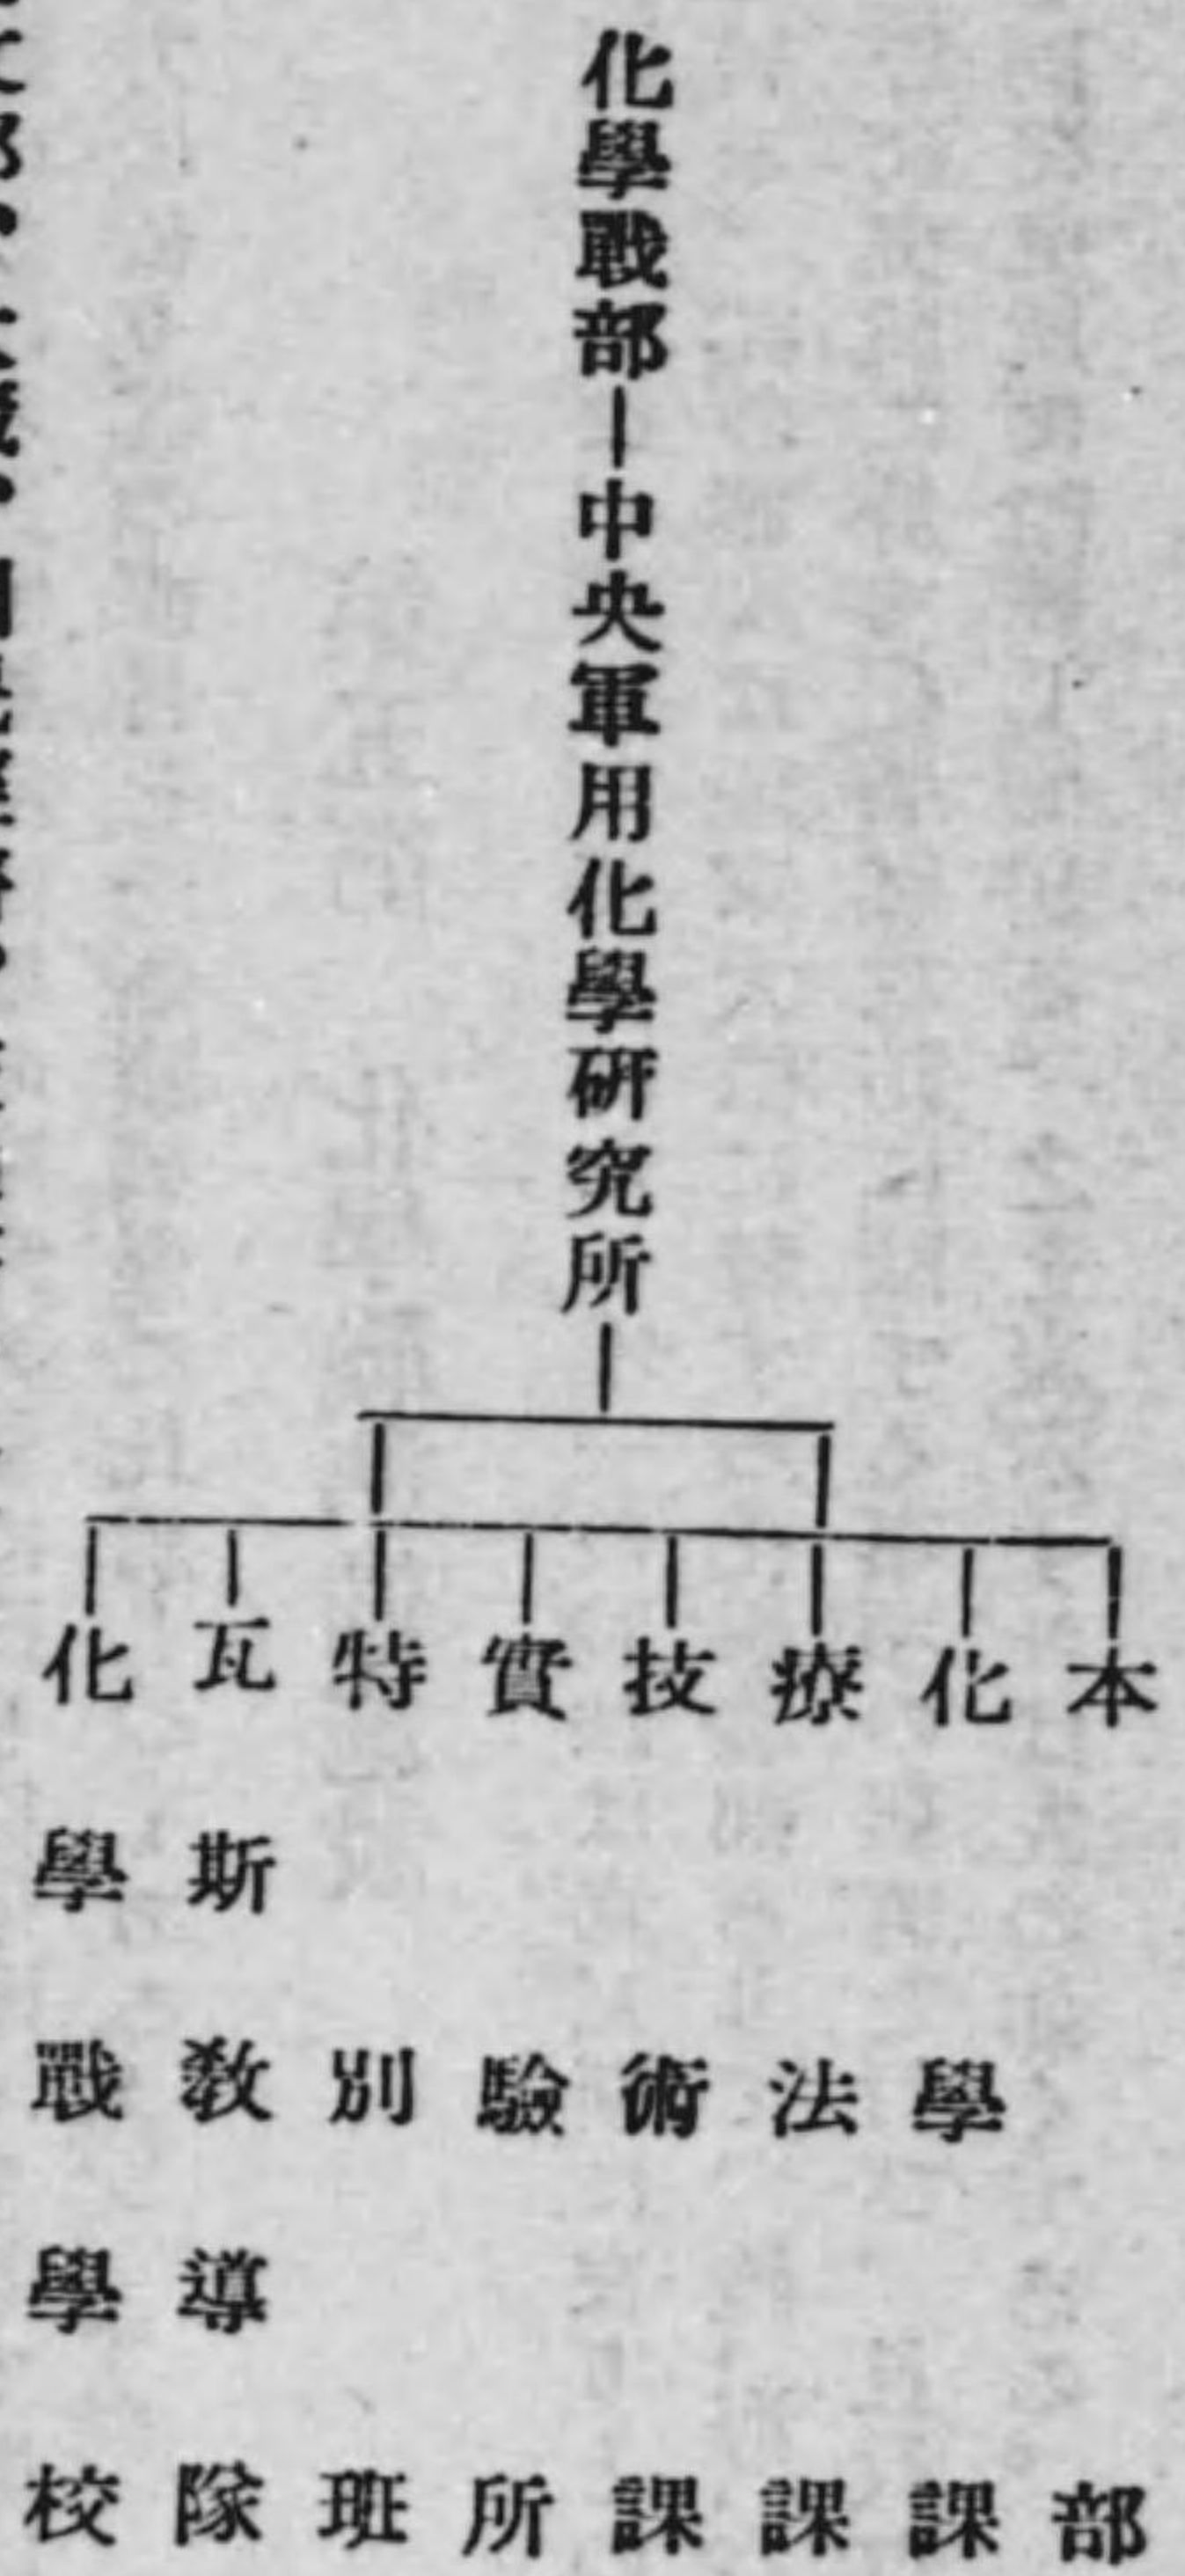 化學戰部—中央軍用化學研究所
本部
化學課
療法課
技術課
實驗所
特別班
瓦斯教導隊
化學戰學校